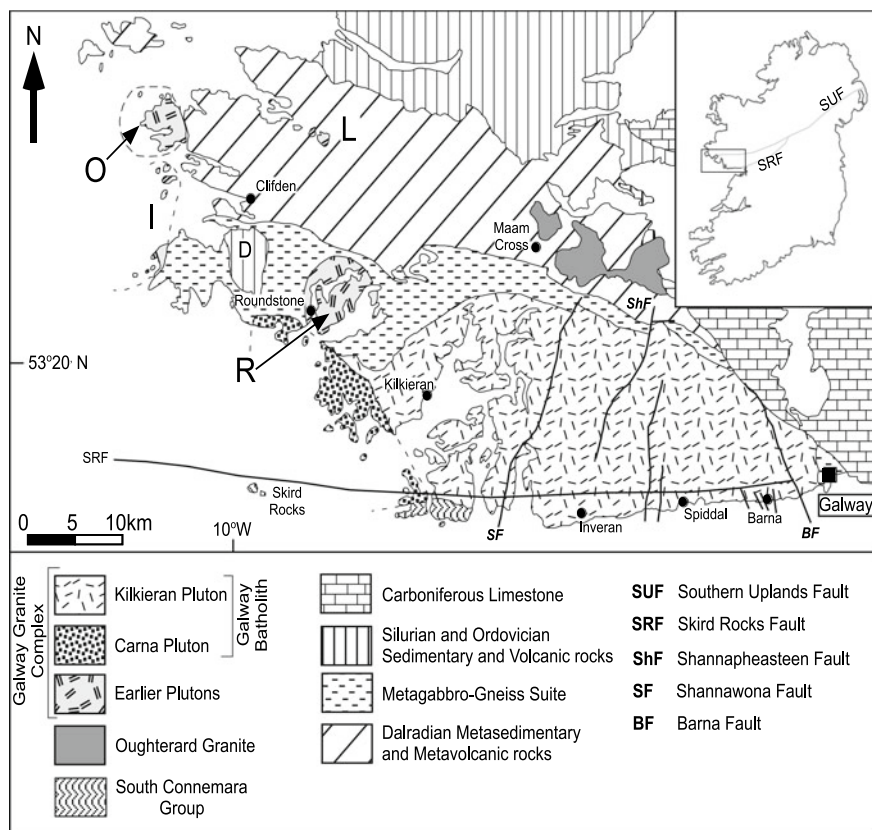 N
SUF
SRF
O
L
Clifden
I
D
Maam
Cross
Roundstone
ShF
53°20 N
R
Kilkieran
SRF
Skird
Rocks
0 5 10km
10°W
SF
Inveran
Spiddal
Barna
BF
Galway
Galway Granite
Complex
Kilkieran Pluton
Carna Pluton
Galway
Batholith
Earlier Plutons
Oughterard Granite
South Connemara
Group
Carboniferous Limestone
Silurian and Ordovician
Sedimentary and Volcanic rocks
Metagabbro-Gneiss Suite
Dalradian Metasedimentary
and Metavolcanic rocks
SUF Southern Uplands Fault
SRF Skird Rocks Fault
ShF Shannapheasteen Fault
SF Shannawona Fault
BF Barna Fault